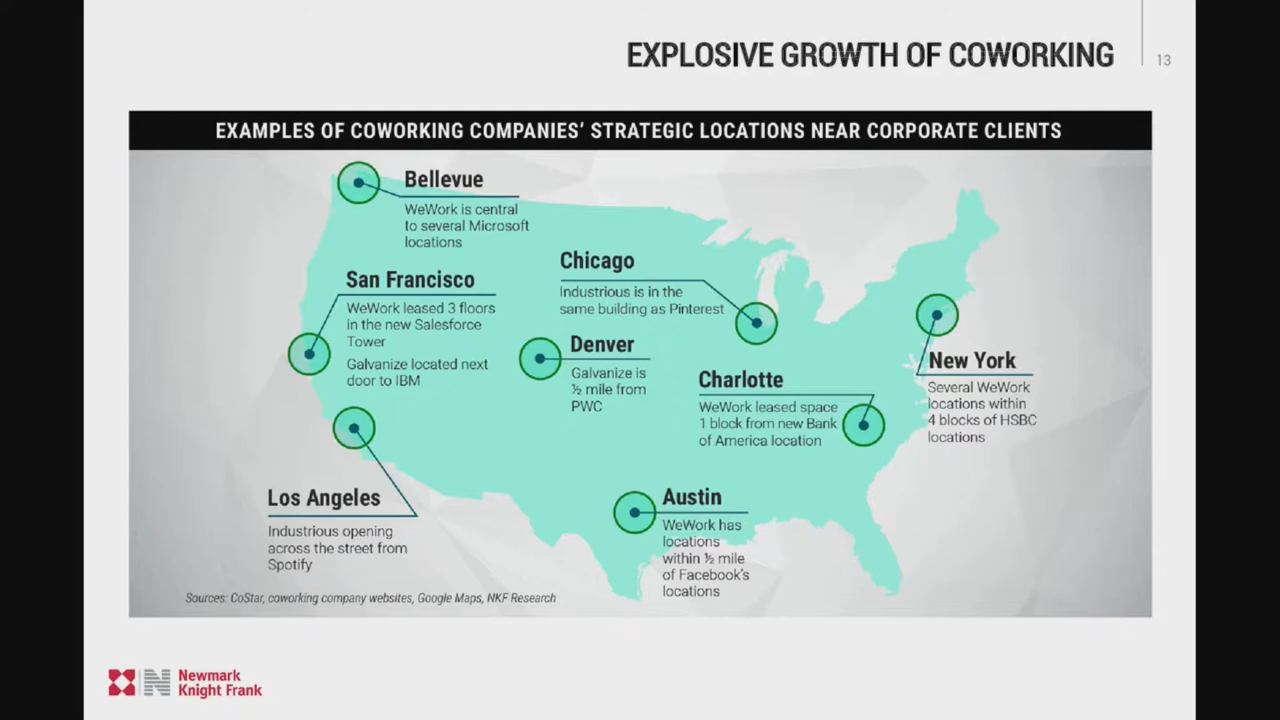 EXPLOSIVE GROWTH OF COWORKING
13
EXAMPLES OF COWORKING COMPANIES' STRATEGIC LOCATIONS NEAR CORPORATE CLIENTS
Bellevue
WeWork is central
to several Microsoft
locations
San Francisco
WeWork leased 3 floors
in the new Salesforce
Tower
Galvanize located next
door to IBM
Chicago
Industrious is in the
same building as Pinterest
Denver
Galvanize is
½ mile from
PWC
Charlotte
WeWork leased space
1 block from new Bank
of America location
New York
Several WeWork
locations within
4 blocks of HSBC
locations
Los Angeles
Industrious opening
across the street from
Spotify
Austin
WeWork has
locations
within ½ mile
of Facebook's
locations
Sources: CoStar, coworking company websites, Google Maps, NKF Research
Newmark
Knight Frank